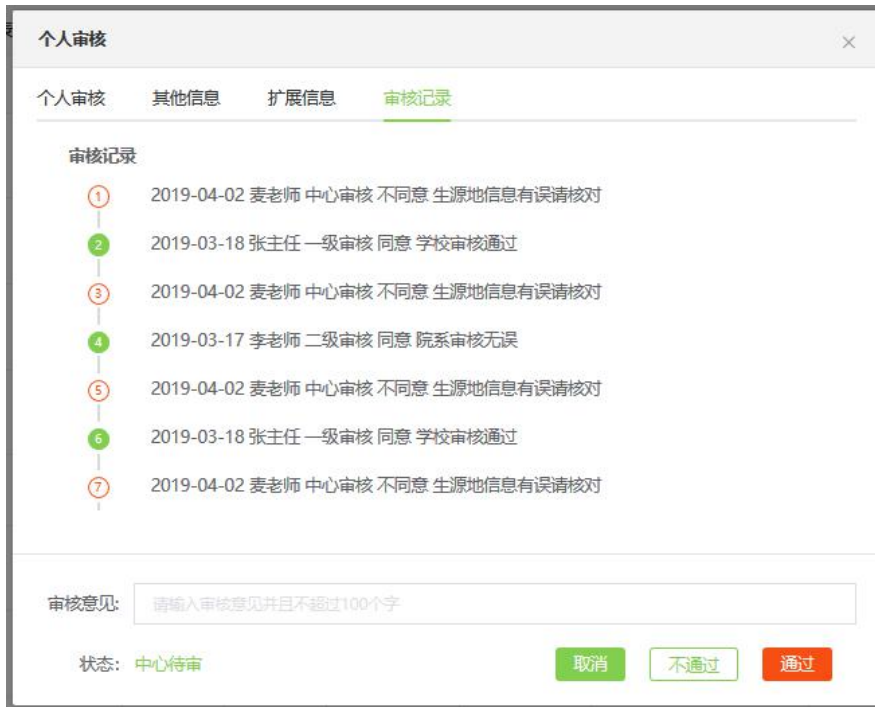 个人审核
×
个人审核 其他信息 扩展信息 审核记录
审核记录
1 2019-04-02 麦老师 中心审核 不同意 生源地信息有误请核对
2 2019-03-18 张主任 一级审核 同意 学校审核通过
3 2019-04-02 麦老师 中心审核 不同意 生源地信息有误请核对
4 2019-03-17 李老师 二级审核 同意 院系审核无误
5 2019-04-02 麦老师 中心审核 不同意 生源地信息有误请核对
6 2019-03-18 张主任 一级审核 同意 学校审核通过
7 2019-04-02 麦老师 中心审核 不同意 生源地信息有误请核对
审核意见: 请输入审核意见并且不超过100个字
状态: 中心待审 取消 不通过 通过